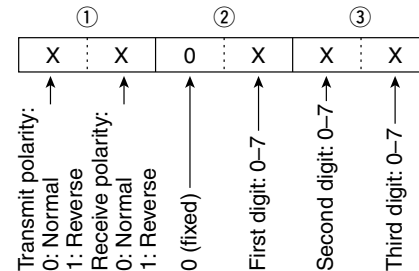 ① ② ③
X X 0 X X X
Transmit polarity:
0: Normal
1: Reverse
Receive polarity:
0: Normal
1: Reverse
0 (fixed)
First digit: 0–7
Second digit: 0–7
Third digit: 0–7